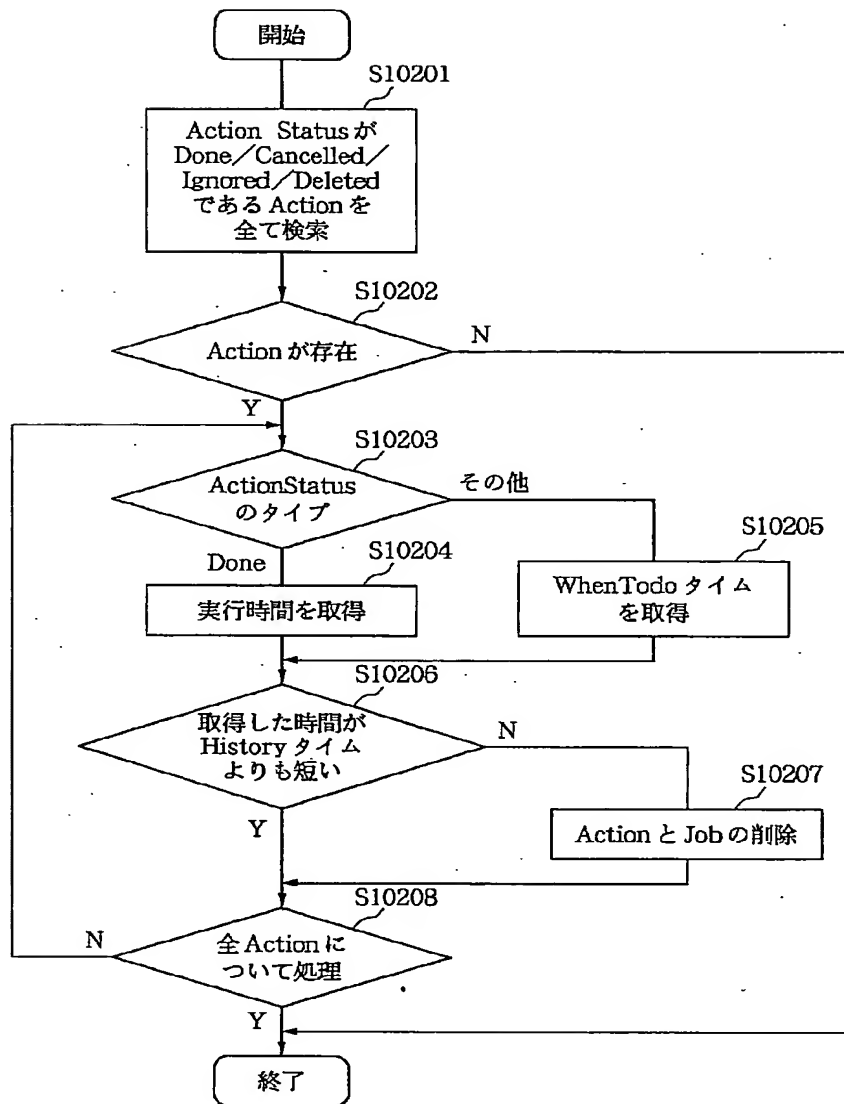 開始
S10201
Action Statusが
Done／Cancelled／
Ignored／Deleted
であるActionを
全て検索
S10202
Actionが存在
N
Y
S10203
ActionStatus
のタイプ
その他
Done
S10204
実行時間を取得
S10205
WhenTodoタイム
を取得
S10206
取得した時間が
Historyタイム
よりも短い
N
Y
S10207
ActionとJobの削除
S10208
全Actionに
ついて処理
N
Y
終了